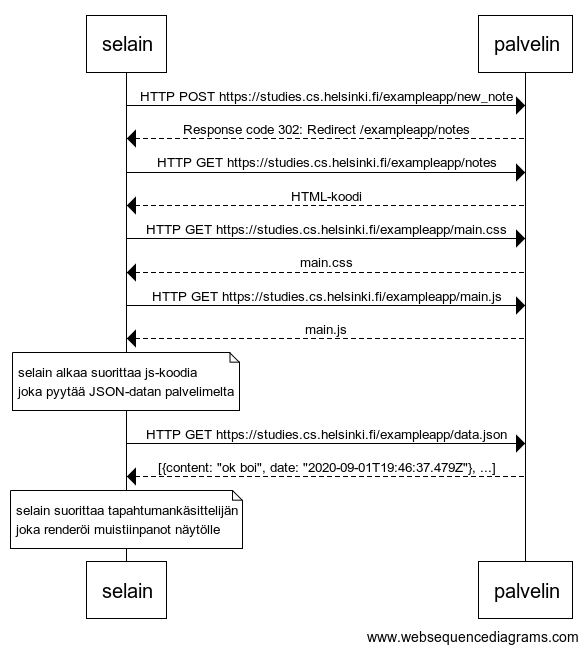 selain
palvelin
HTTP POST https://studies.cs.helsinki.fi/exampleapp/new_note
Response code 302: Redirect /exampleapp/notes
HTTP GET https://studies.cs.helsinki.fi/exampleapp/notes
HTML-koodi
HTTP GET https://studies.cs.helsinki.fi/exampleapp/main.css
main.css
HTTP GET https://studies.cs.helsinki.fi/exampleapp/main.js
main.js
selain alkaa suorittaa js-koodia
joka pyytää JSON-datan palvelimelta
HTTP GET https://studies.cs.helsinki.fi/exampleapp/data.json
[{content: "ok boi", date: "2020-09-01T19:46:37.479Z"}, ...]
selain suorittaa tapahtumankäsittelijän
joka renderöi muistiinpanot näytölle
selain
palvelin
www.websequencediagrams.com